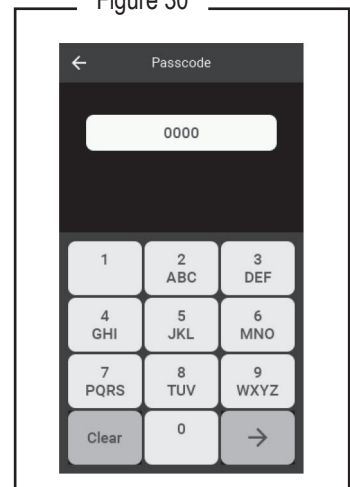 Figure 30
Passcode
0000
1 2 3
ABC DEF
4 5 6
GHI JKL MNO
7 8 9
PQRS TUV WXYZ
Clear 0